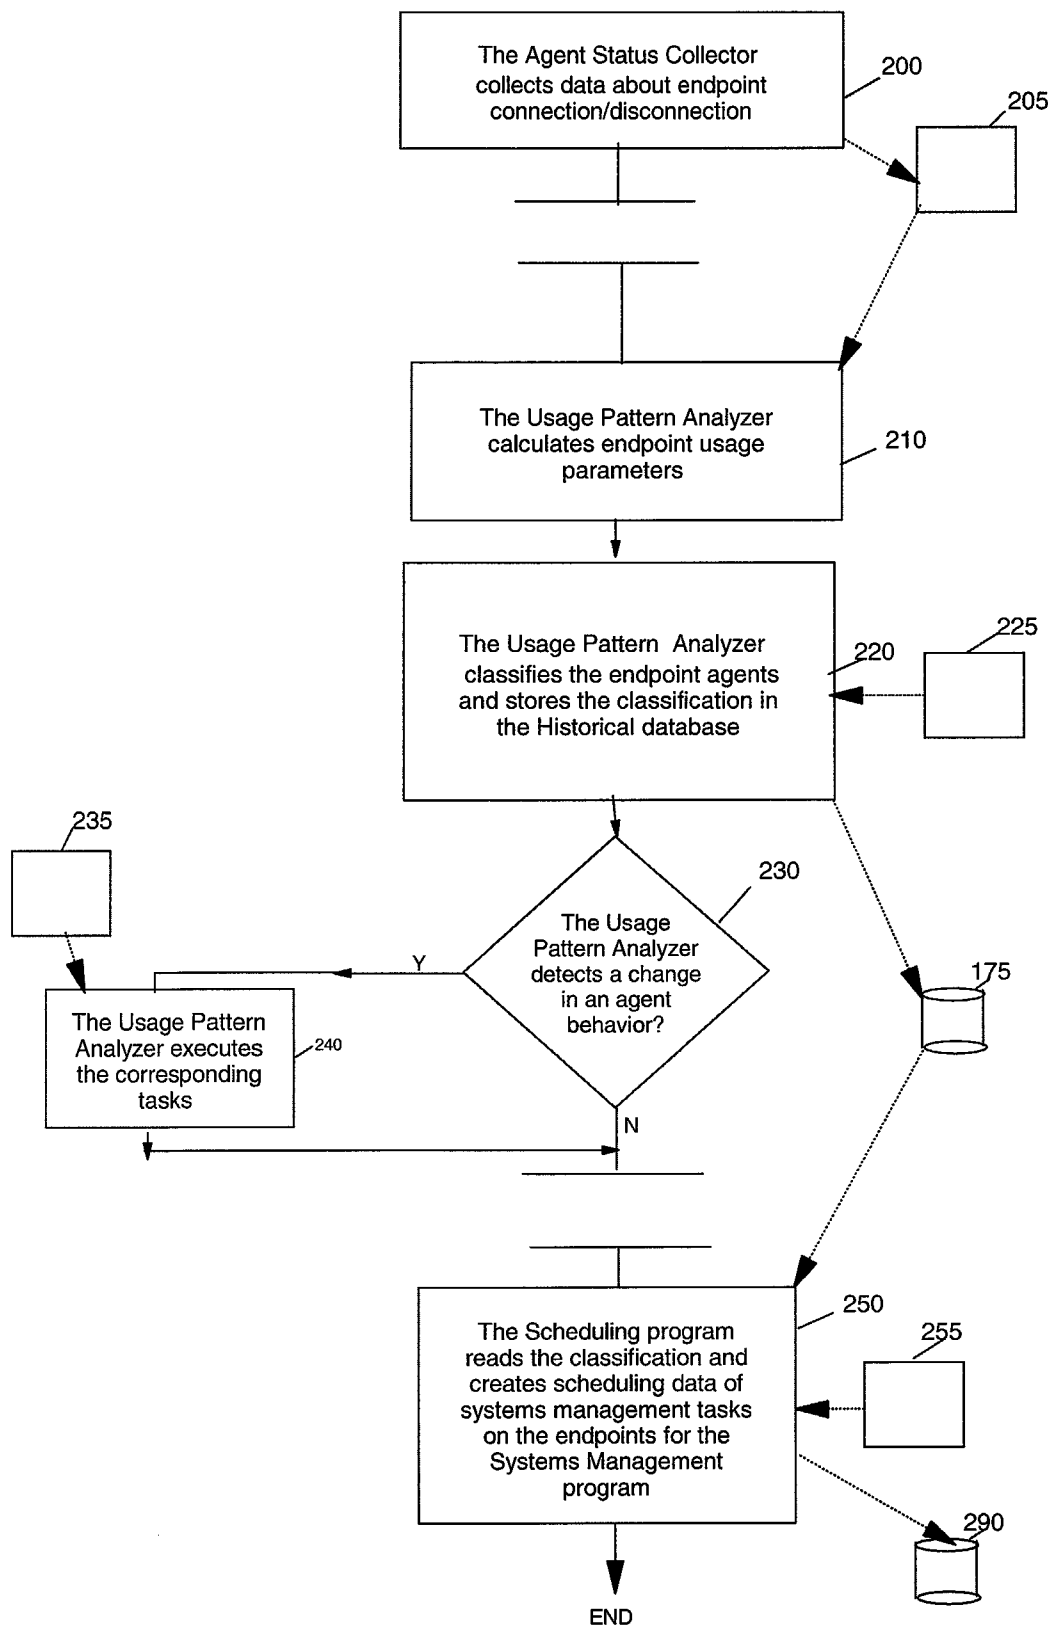 The Agent Status Collector
collects data about endpoint
connection/disconnection
200
205
The Usage Pattern Analyzer
calculates endpoint usage
parameters
210
The Usage Pattern Analyzer
classifies the endpoint agents
and stores the classification in
the Historical database
220
225
235
230
The Usage
Pattern Analyzer
detects a change
in an agent
behavior?
Y
175
The Usage Pattern
Analyzer executes
the corresponding
tasks
240
N
250
The Scheduling program
reads the classification and
creates scheduling data of
systems management tasks
on the endpoints for the
Systems Management
program
255
290
END